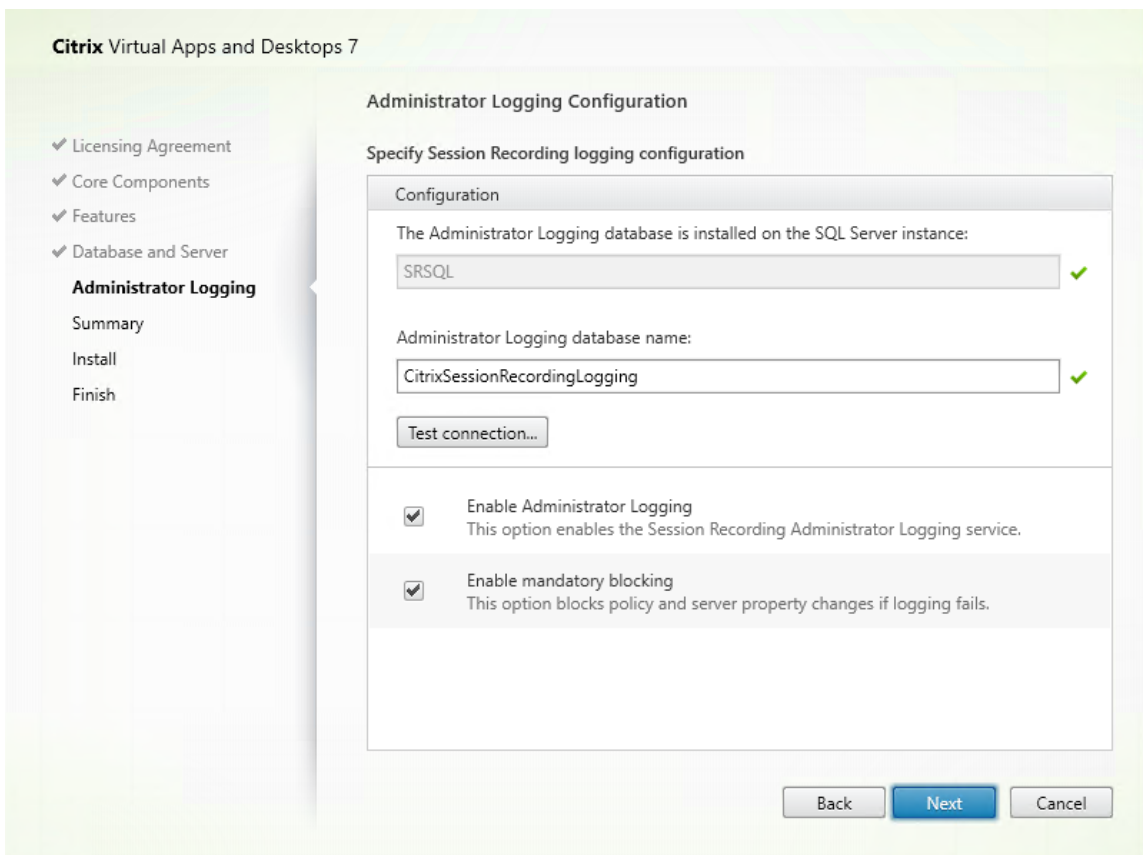 Citrix Virtual Apps and Desktops 7
Licensing Agreement
Core Components
Features
Database and Server
Administrator Logging
Summary
Install
Finish
Administrator Logging Configuration
Specify Session Recording logging configuration
Configuration
The Administrator Logging database is installed on the SQL Server instance:
SRSQL
Administrator Logging database name:
CitrixSessionRecordingLogging
Test connection...
Enable Administrator Logging
This option enables the Session Recording Administrator Logging service.
Enable mandatory blocking
This option blocks policy and server property changes if logging fails.
Back
Next
Cancel